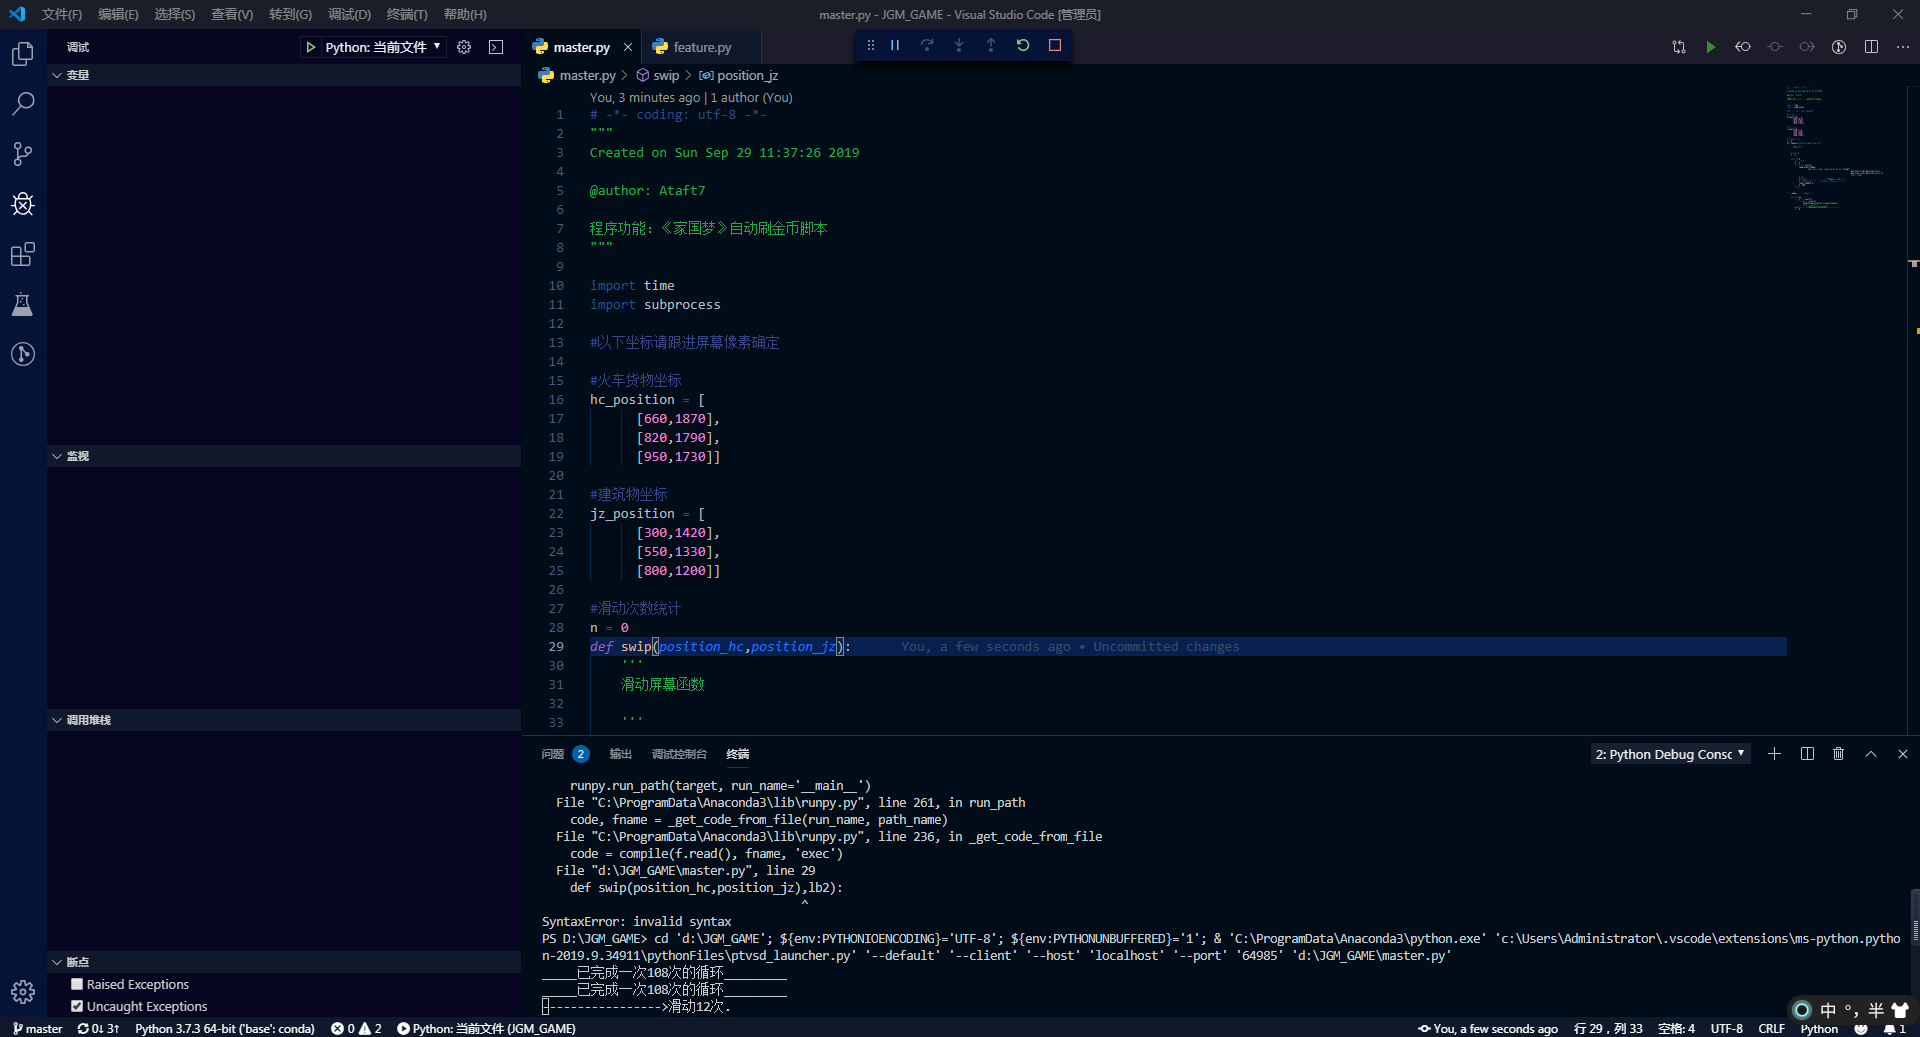 文件(F) 编辑(E) 选择(S) 查看(V) 转到(G) 调试(D) 终端(T) 帮助(H)
master.py - JGM_GAME - Visual Studio Code [管理员]
调试
Python: 当前文件
master.py
feature.py
变量
master.py > swip > position_jz
You, 3 minutes ago | 1 author (You)
1 # -*- coding: utf-8 -*-
2 """
3 Created on Sun Sep 29 11:37:26 2019
4
5 @author: Ataft7
6
7 程序功能：《家国梦》自动刷金币脚本
8 """
9
10 import time
11 import subprocess
12
13 #以下坐标请跟进屏幕像素确定
14
15 #火车货物坐标
16 hc_position = [
17 [660,1870],
18 [820,1790],
19 [950,1730]]
20
21 #建筑物坐标
22 jz_position = [
23 [300,1420],
24 [550,1330],
25 [800,1200]]
26
27 #滑动次数统计
28 n = 0
29 def swip(position_hc,position_jz): You, a few seconds ago • Uncommitted changes
30 '''
31 滑动屏幕函数
32
33 '''
监视
调用堆栈
断点
Raised Exceptions
Uncaught Exceptions
问题 2 输出 调试控制台 终端
2: Python Debug Consc
runpy.run_path(target, run_name='__main__')
File "C:\ProgramData\Anaconda3\lib\runpy.py", line 261, in run_path
code, fname = _get_code_from_file(run_name, path_name)
File "C:\ProgramData\Anaconda3\lib\runpy.py", line 236, in _get_code_from_file
code = compile(f.read(), fname, 'exec')
File "d:\JGM_GAME\master.py", line 29
def swip(position_hc,position_jz),lb2):
^
SyntaxError: invalid syntax
PS D:\JGM_GAME> cd 'd:\JGM_GAME'; ${env:PYTHONIOENCODING}='UTF-8'; ${env:PYTHONUNBUFFERED}='1'; & 'C:\ProgramData\Anaconda3\python.exe' 'c:\Users\Administrator\.vscode\extensions\ms-python.pytho
n-2019.9.34911\pythonFiles\ptvsd_launcher.py' '--default' '--client' '--host' 'localhost' '--port' '64985' 'd:\JGM_GAME\master.py'
_____已完成一次108次的循环_________
_____已完成一次108次的循环_________
---------------->滑动12次.
中 °, 半
master 0↓ 3↑ Python 3.7.3 64-bit ('base': conda) 0 2 Python: 当前文件 (JGM_GAME)
You, a few seconds ago 行 29，列 33 空格: 4 UTF-8 CRLF Python 1